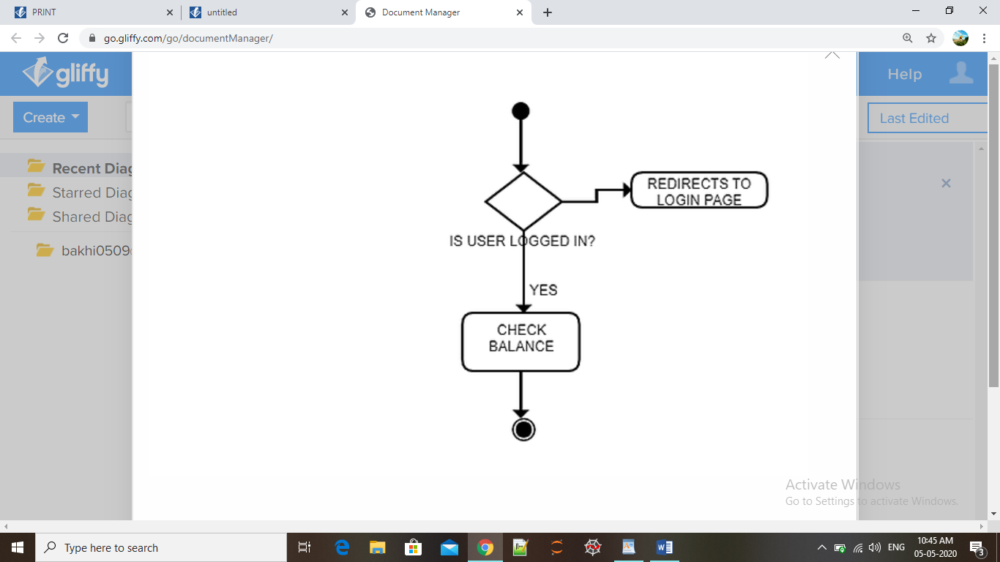 PRINT
untitled
Document Manager
go.gliffy.com/go/documentManager/
gliffy
Help
Create
Last Edited
Recent Diag
Starred Diag
Shared Diag
bakhi0509
REDIRECTS TO
LOGIN PAGE
IS USER LOGGED IN?
YES
CHECK
BALANCE
Activate Windows
Go to Settings to activate Windows.
Type here to search
ENG
10:45 AM
05-05-2020
3